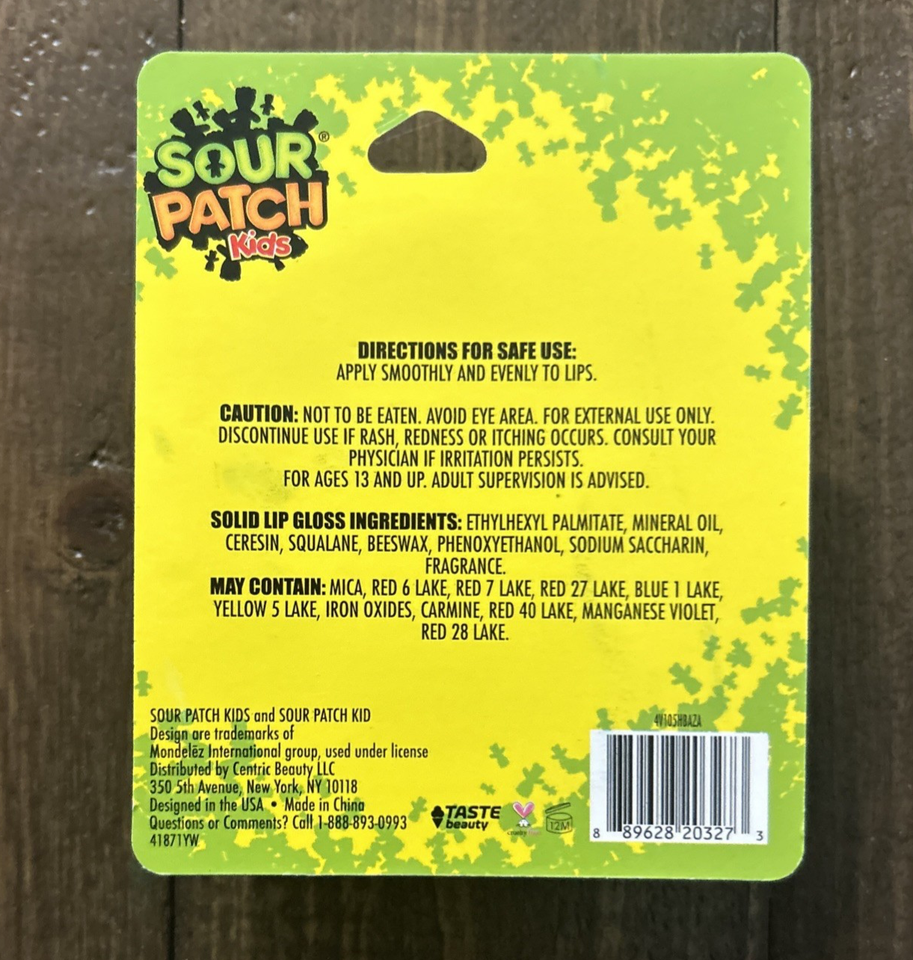 SOUR®
PATCH
Kids
DIRECTIONS FOR SAFE USE:
APPLY SMOOTHLY AND EVENLY TO LIPS.
CAUTION: NOT TO BE EATEN. AVOID EYE AREA. FOR EXTERNAL USE ONLY.
DISCONTINUE USE IF RASH, REDNESS OR ITCHING OCCURS. CONSULT YOUR
PHYSICIAN IF IRRITATION PERSISTS.
FOR AGES 13 AND UP. ADULT SUPERVISION IS ADVISED.
SOLID LIP GLOSS INGREDIENTS: ETHYLHEXYL PALMITATE, MINERAL OIL,
CERESIN, SQUALANE, BEESWAX, PHENOXYETHANOL, SODIUM SACCHARIN,
FRAGRANCE.
MAY CONTAIN: MICA, RED 6 LAKE, RED 7 LAKE, RED 27 LAKE, BLUE 1 LAKE,
YELLOW 5 LAKE, IRON OXIDES, CARMINE, RED 40 LAKE, MANGANESE VIOLET,
RED 28 LAKE.
SOUR PATCH KIDS and SOUR PATCH KID
Design are trademarks of
Mondelēz International group, used under license
Distributed by Centric Beauty LLC
350 5th Avenue, New York, NY 10118
Designed in the USA • Made in China
Questions or Comments? Call 1-888-893-0993
41871YW
TASTE
beauty
cruelty
12M
4V105HBAZA
8 89628 20327 3